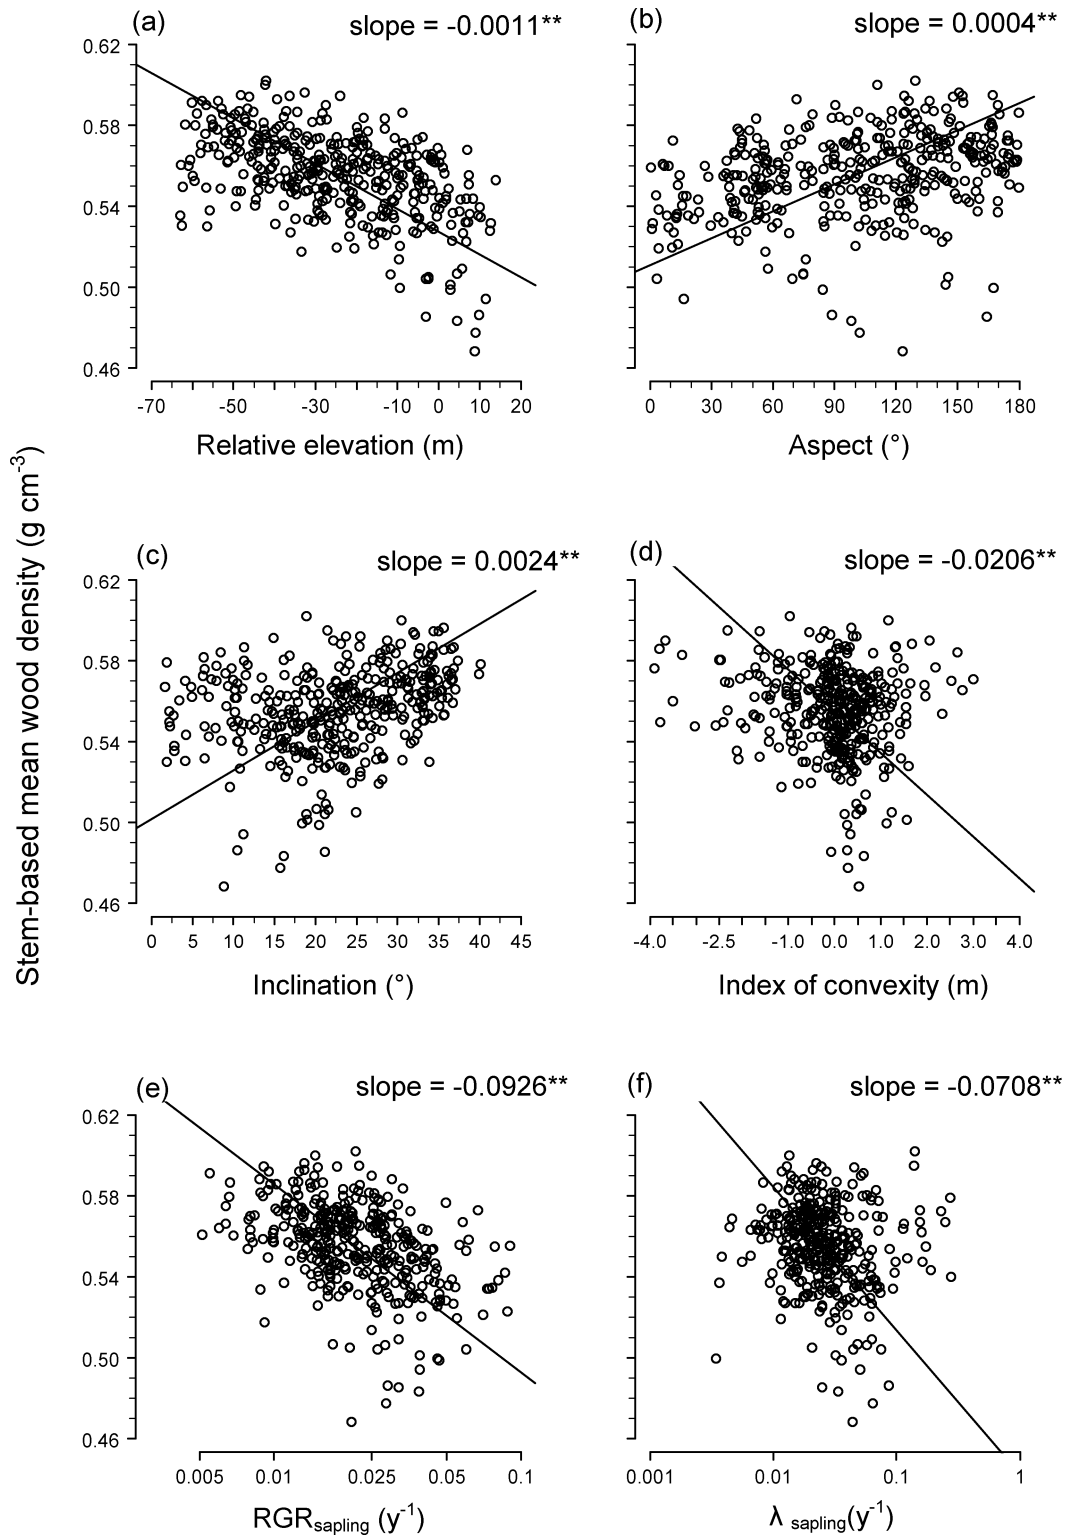 (a)
slope = -0.0011**
0.62
0.58
0.54
0.50
0.46
-70 -50 -30 -10 0 10 20
Relative elevation (m)
(b)
slope = 0.0004**
0 30 60 90 120 150 180
Aspect (°)
Stem-based mean wood density (g cm-3)
(c)
slope = 0.0024**
0.62
0.58
0.54
0.50
0.46
0 5 10 15 20 25 30 35 40 45
Inclination (°)
(d)
slope = -0.0206**
-4.0 -2.5 -1.0 0.0 1.0 2.0 3.0 4.0
Index of convexity (m)
(e)
slope = -0.0926**
0.62
0.58
0.54
0.50
0.46
0.005 0.01 0.025 0.05 0.1
RGRsapling (y-1)
(f)
slope = -0.0708**
0.001 0.01 0.1 1
λ sapling(y-1)